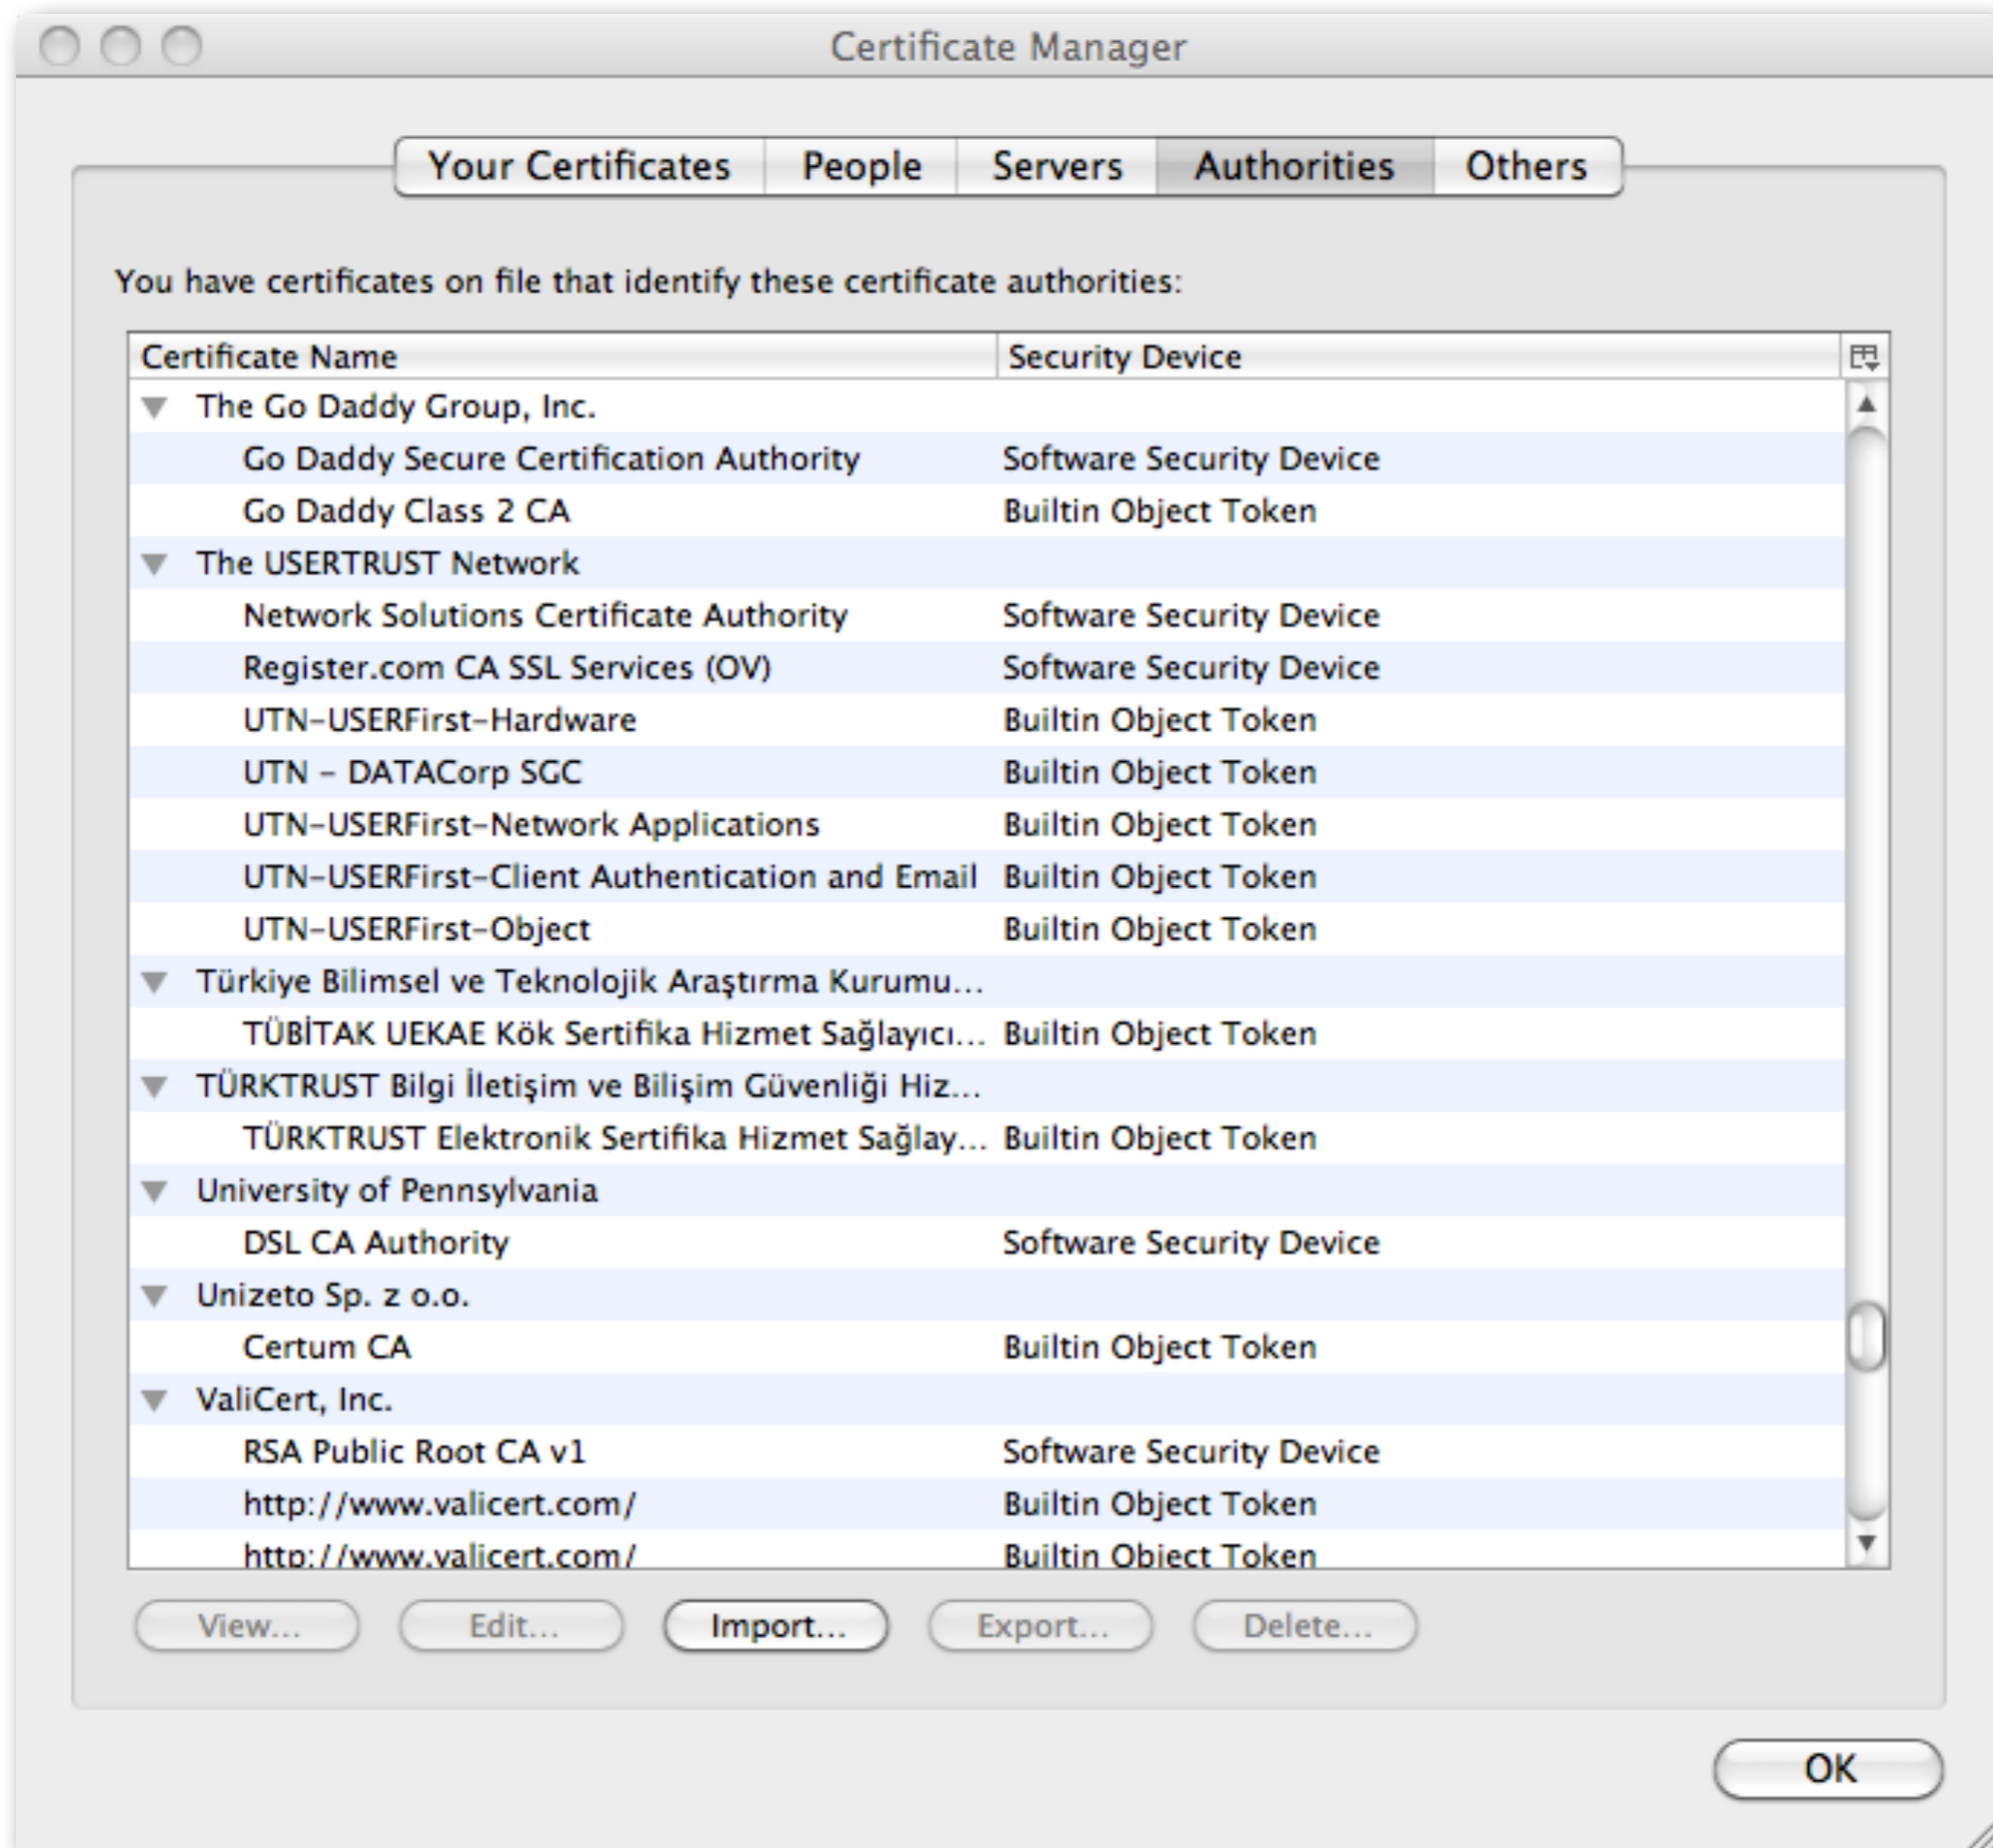 Certificate Manager
Your Certificates People Servers Authorities Others
You have certificates on file that identify these certificate authorities:
Certificate Name Security Device
The Go Daddy Group, Inc.
Go Daddy Secure Certification Authority Software Security Device
Go Daddy Class 2 CA Builtin Object Token
The USERTRUST Network
Network Solutions Certificate Authority Software Security Device
Register.com CA SSL Services (OV) Software Security Device
UTN-USERFirst-Hardware Builtin Object Token
UTN - DATACorp SGC Builtin Object Token
UTN-USERFirst-Network Applications Builtin Object Token
UTN-USERFirst-Client Authentication and Email Builtin Object Token
UTN-USERFirst-Object Builtin Object Token
Türkiye Bilimsel ve Teknolojik Araştırma Kurumu...
TÜBİTAK UEKAE Kök Sertifika Hizmet Sağlayıcı... Builtin Object Token
TÜRKTRUST Bilgi İletişim ve Bilişim Güvenliği Hiz...
TÜRKTRUST Elektronik Sertifika Hizmet Sağlay... Builtin Object Token
University of Pennsylvania
DSL CA Authority Software Security Device
Unizeto Sp. z o.o.
Certum CA Builtin Object Token
ValiCert, Inc.
RSA Public Root CA v1 Software Security Device
http://www.valicert.com/ Builtin Object Token
http://www.valicert.com/ Builtin Object Token
View... Edit... Import... Export... Delete...
OK